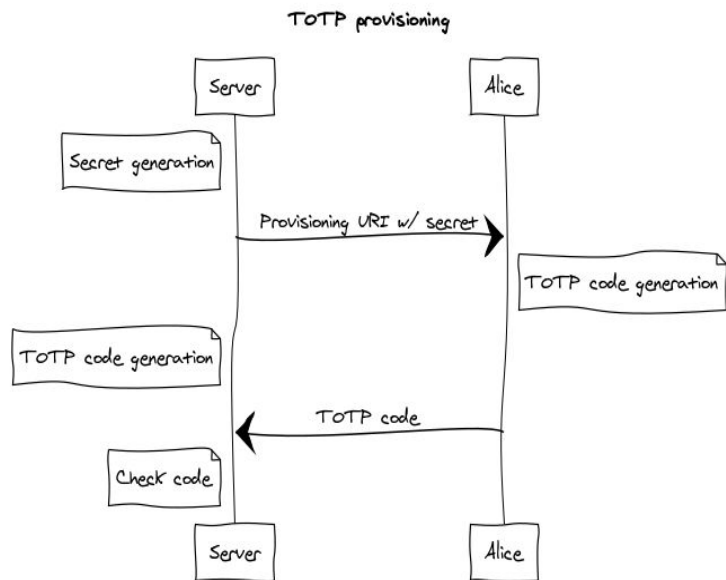 TOTP provisioning
Server
Alice
Secret generation
Provisioning URI w/ secret
TOTP code generation
TOTP code generation
TOTP code
Check code
Server
Alice